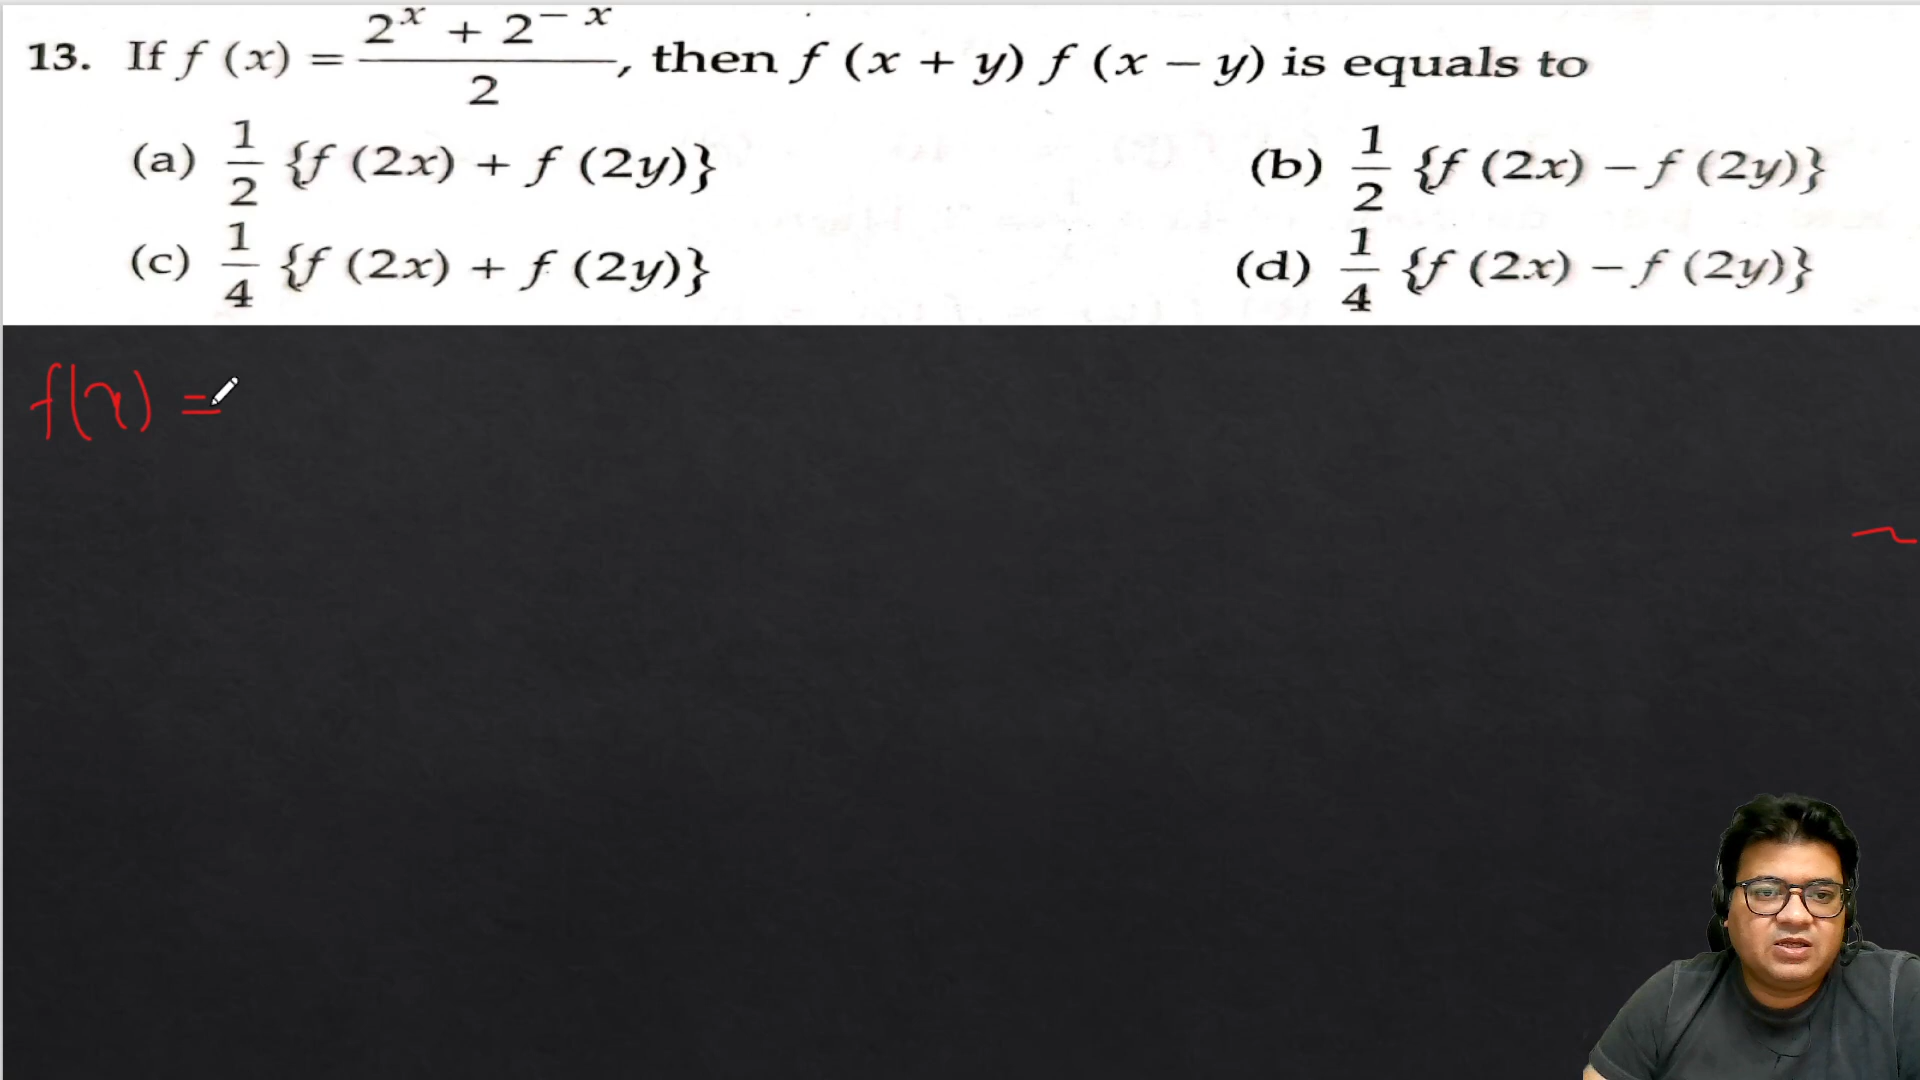 13. If f (x) = (2^x + 2^- x)/2, then f (x + y) f (x − y) is equals to
(a) 1/2 {f (2x) + f (2y)} (b) 1/2 {f (2x) − f (2y)}
(c) 1/4 {f (2x) + f (2y)} (d) 1/4 {f (2x) − f (2y)}
f(x) =